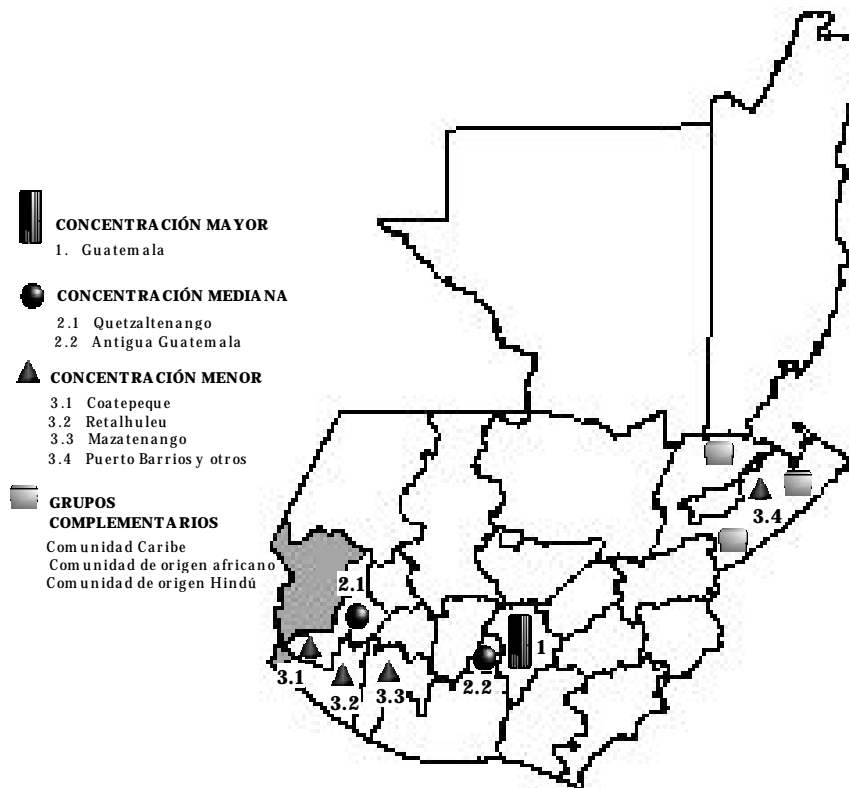 CONCENTRACIÓN MAYOR
1. Guatemala
CONCENTRACIÓN MEDIANA
2.1 Quetzaltenango
2.2 Antigua Guatemala
CONCENTRACIÓN MENOR
3.1 Coatepeque
3.2 Retalhuleu
3.3 Mazatenango
3.4 Puerto Barrios y otros
GRUPOS
COMPLEMENTARIOS
Comunidad Caribe
Comunidad de origen africano
Comunidad de origen Hindú
3.4
2.1
1
3.1
2.2
3.2
3.3